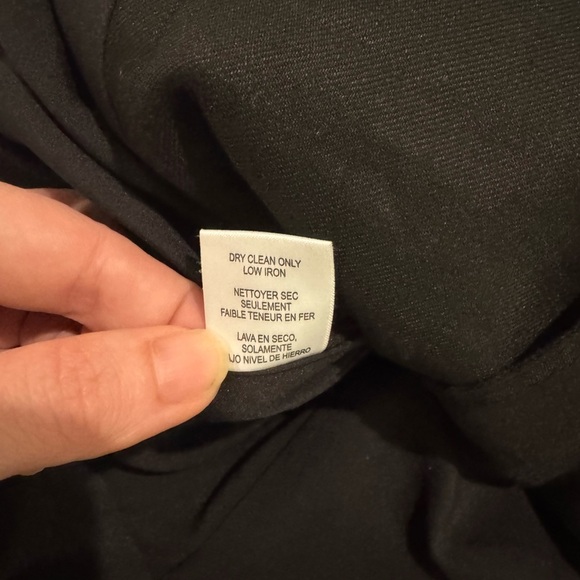 DRY CLEAN ONLY
LOW IRON
NETTOYER SEC
SEULEMENT
FAIBLE TENEUR EN FER
LAVA EN SECO,
SOLAMENTE
NIVEL DE HIERRO